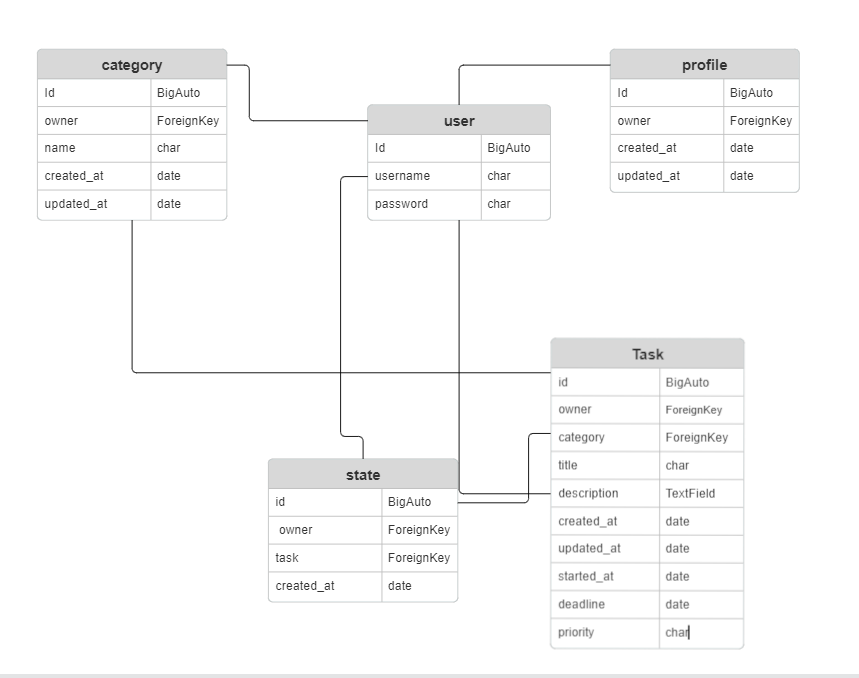 category
Id BigAuto
owner ForeignKey
name char
created_at date
updated_at date
user
Id BigAuto
username char
password char
profile
Id BigAuto
owner ForeignKey
created_at date
updated_at date
Task
id BigAuto
owner ForeignKey
category ForeignKey
title char
description TextField
created_at date
updated_at date
started_at date
deadline date
priority char
state
id BigAuto
owner ForeignKey
task ForeignKey
created_at date